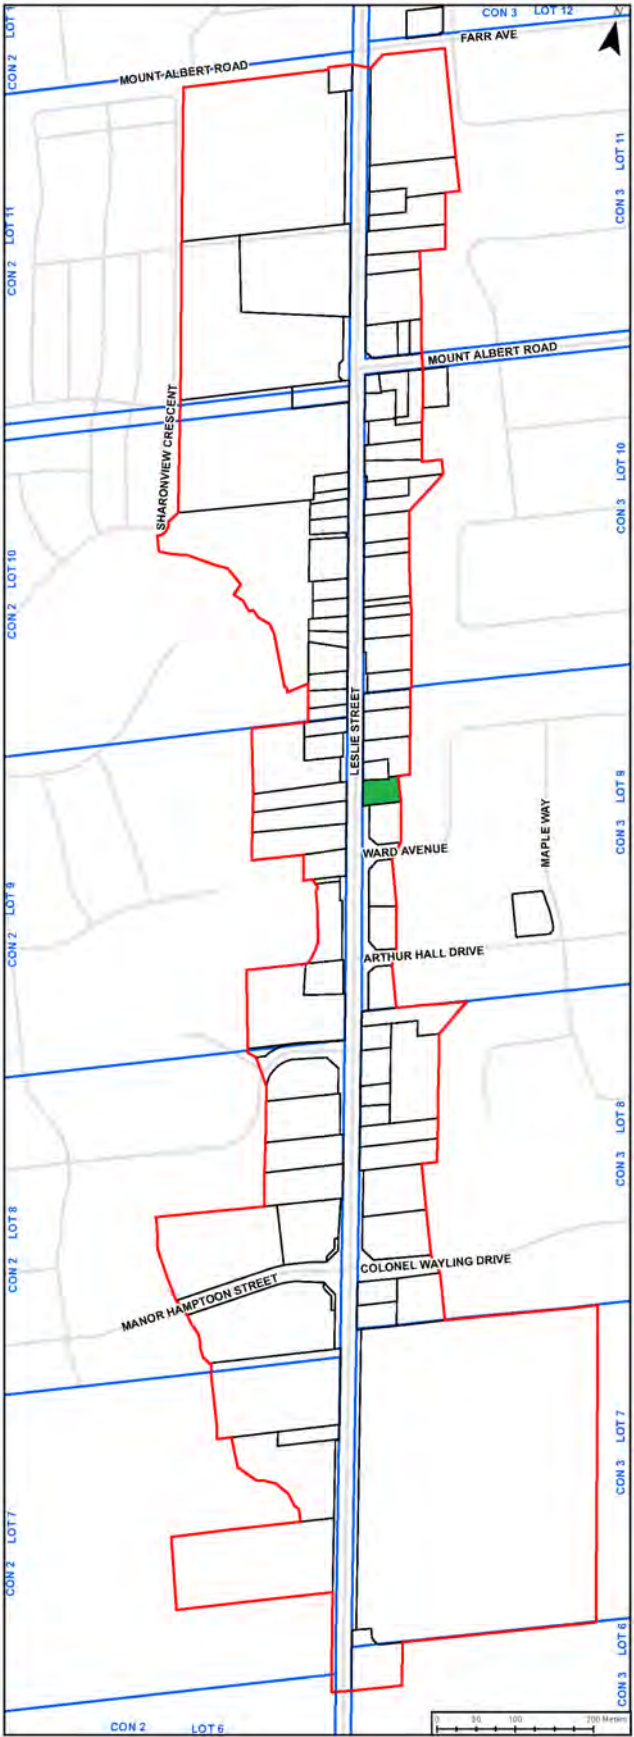 CON 3 LOT 12
N
FARR AVE
MOUNT ALBERT ROAD
CON 2 LOT 1
CON 3 LOT 11
CON 2 LOT 11
MOUNT ALBERT ROAD
SHARONVIEW CRESCENT
CON 3 LOT 10
CON 2 LOT 10
LESLIE STREET
CON 3 LOT 9
MAPLE WAY
WARD AVENUE
CON 2 LOT 9
ARTHUR HALL DRIVE
CON 3 LOT 8
CON 2 LOT 8
COLONEL WAYLING DRIVE
MANOR HAMPTOON STREET
CON 3 LOT 7
CON 2 LOT 7
CON 3 LOT 6
CON 2 LOT 6
0 50 100 200 Meters